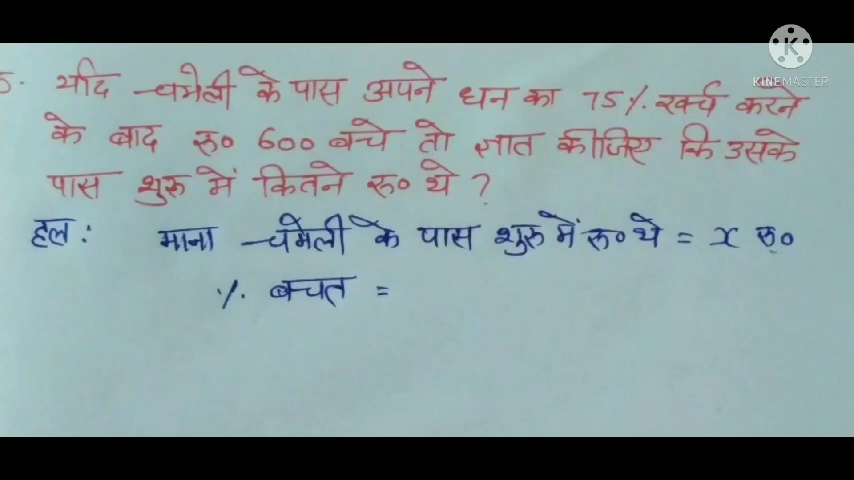 K
KINEMASTER
5. यदि चमेली के पास अपने धन का 75% खर्च करने
के बाद रू० 600 बचे तो ज्ञात कीजिए कि उसके
पास शुरू में कितने रू० थे ?
हल : माना चमेली के पास शुरू में रू० थे = x रु०
% बचत =